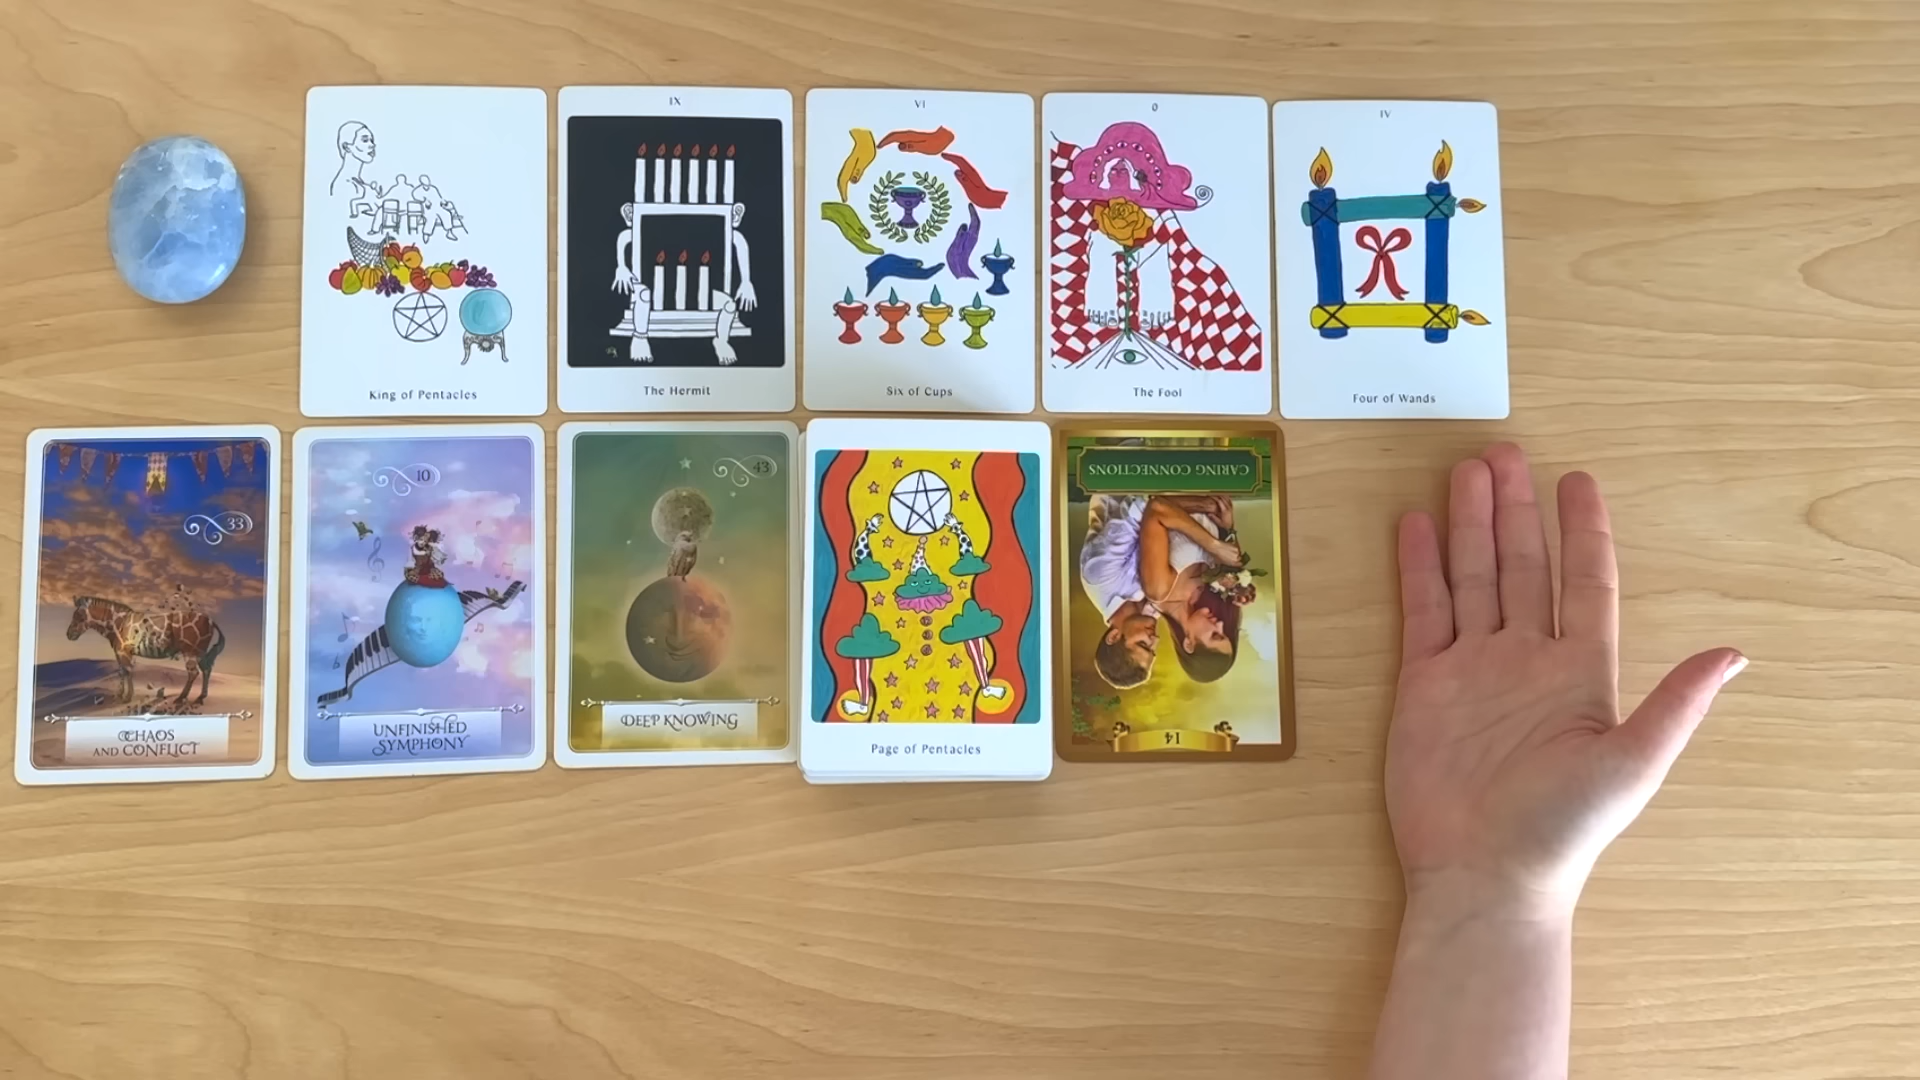 King of Pentacles
IX
The Hermit
VI
Six of Cups
0
The Fool
IV
Four of Wands
33
CHAOS
AND CONFLICT
10
UNFINISHED
SYMPHONY
43
DEEP KNOWING
Page of Pentacles
CARING CONNECTIONS
14